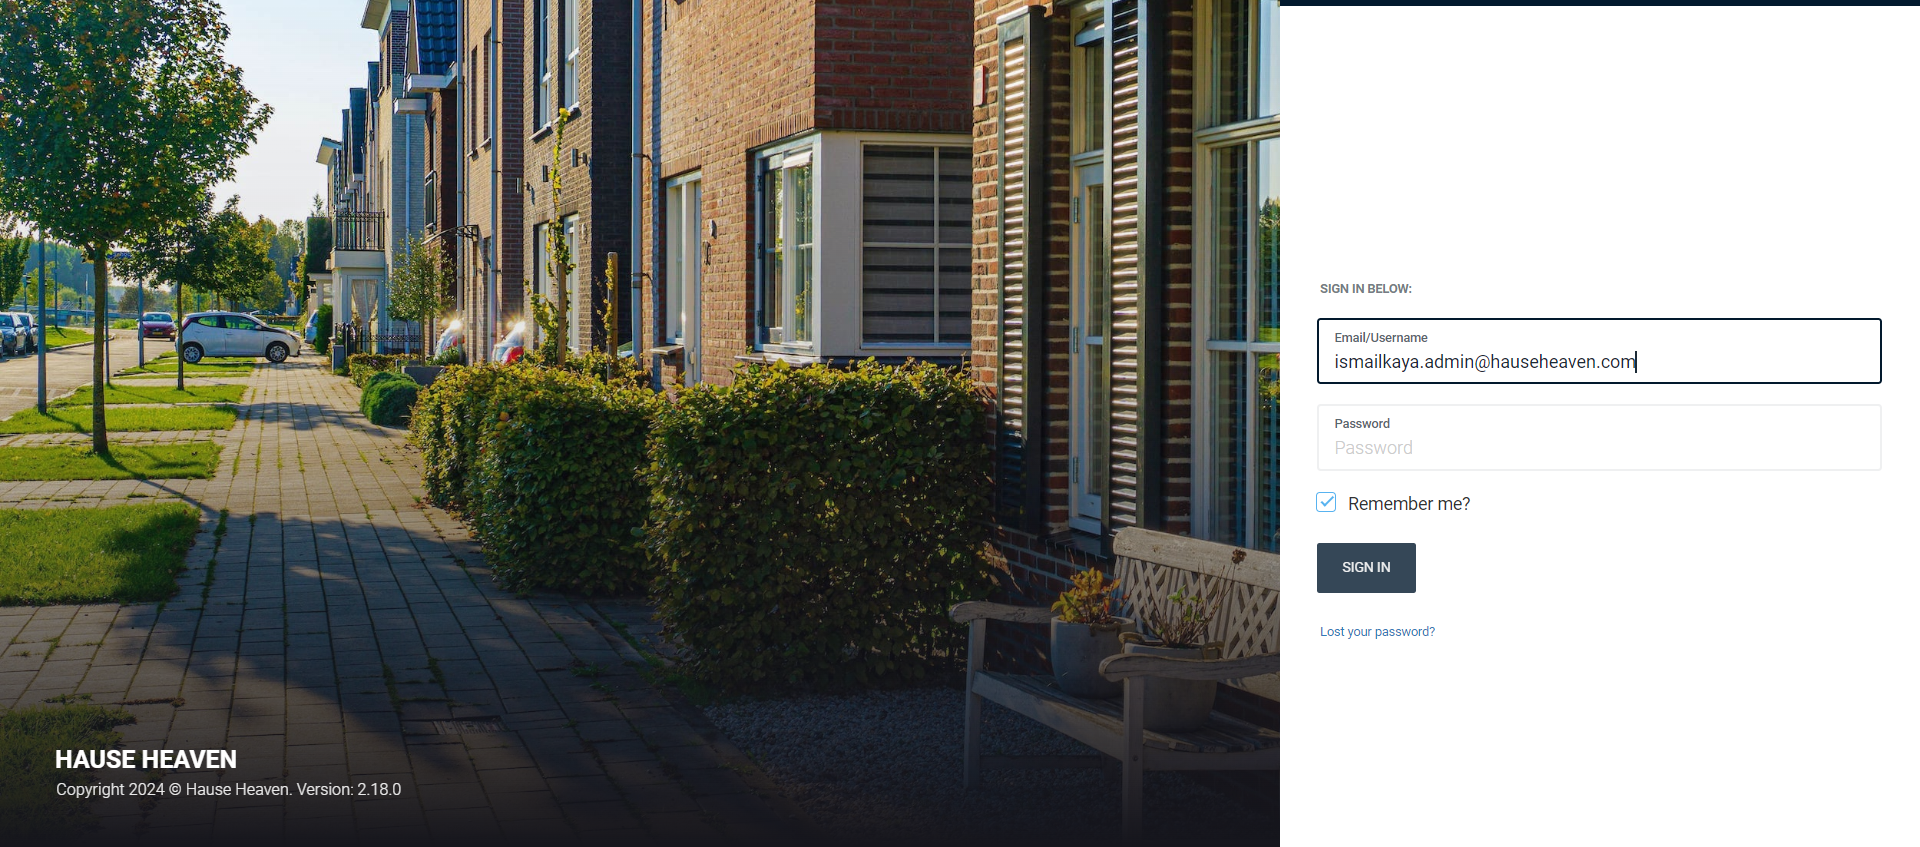 SIGN IN BELOW:
Email/Username
ismailkaya.admin@hauseheaven.com
Password
Password
Remember me?
SIGN IN
Lost your password?
HAUSE HEAVEN
Copyright 2024 © Hause Heaven. Version: 2.18.0